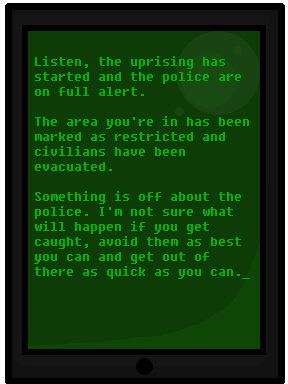 Listen, the uprising has
started and the police are
on full alert.
The area you're in has been
marked as restricted and
civilians have been
evacuated.
Something is off about the
police. I'm not sure what
will happen if you get
caught, avoid them as best
you can and get out of
there as quick as you can._